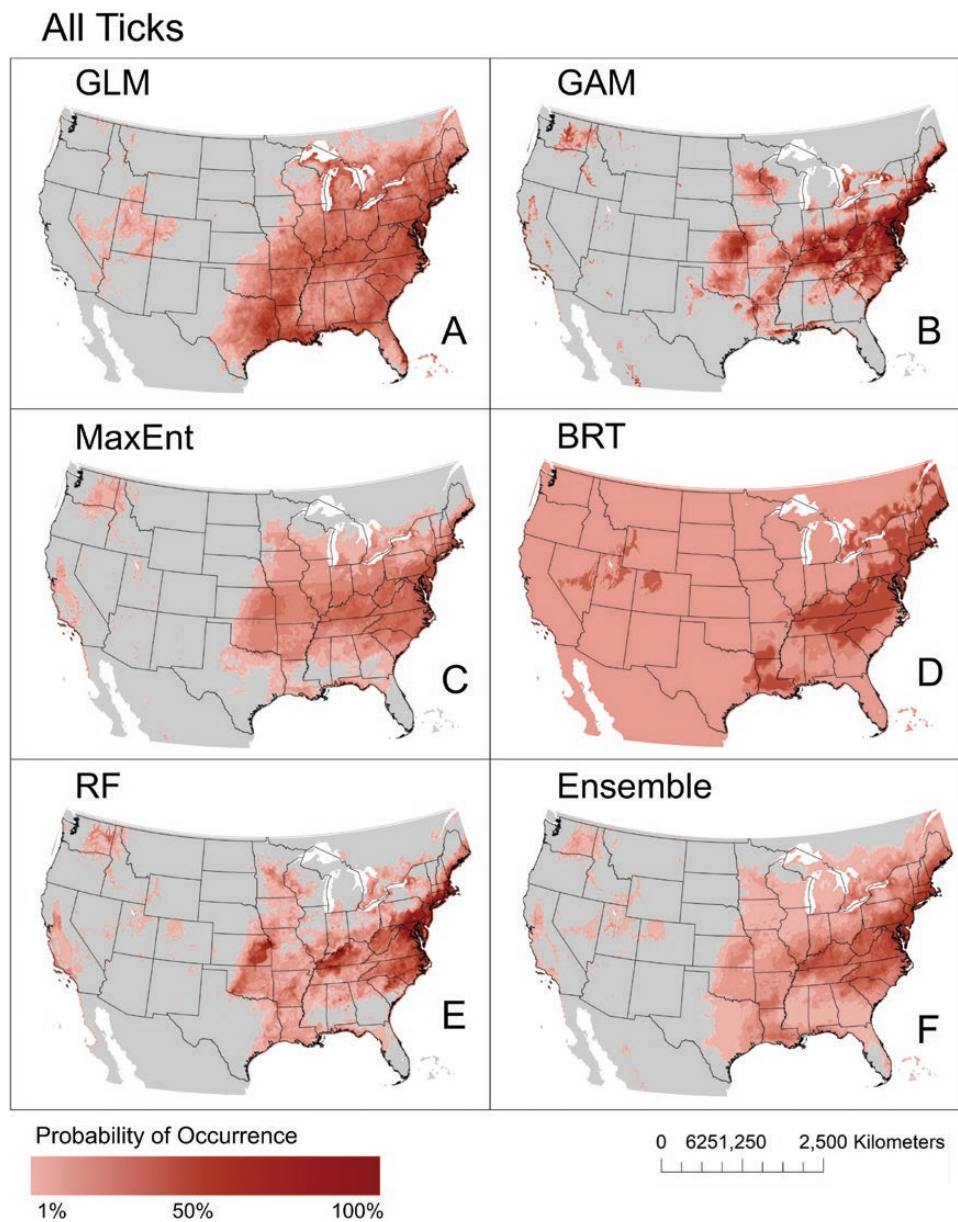 All Ticks
GLM
A
GAM
B
MaxEnt
C
BRT
D
RF
E
Ensemble
F
Probability of Occurrence
1% 50% 100%
0 6251,250 2,500 Kilometers